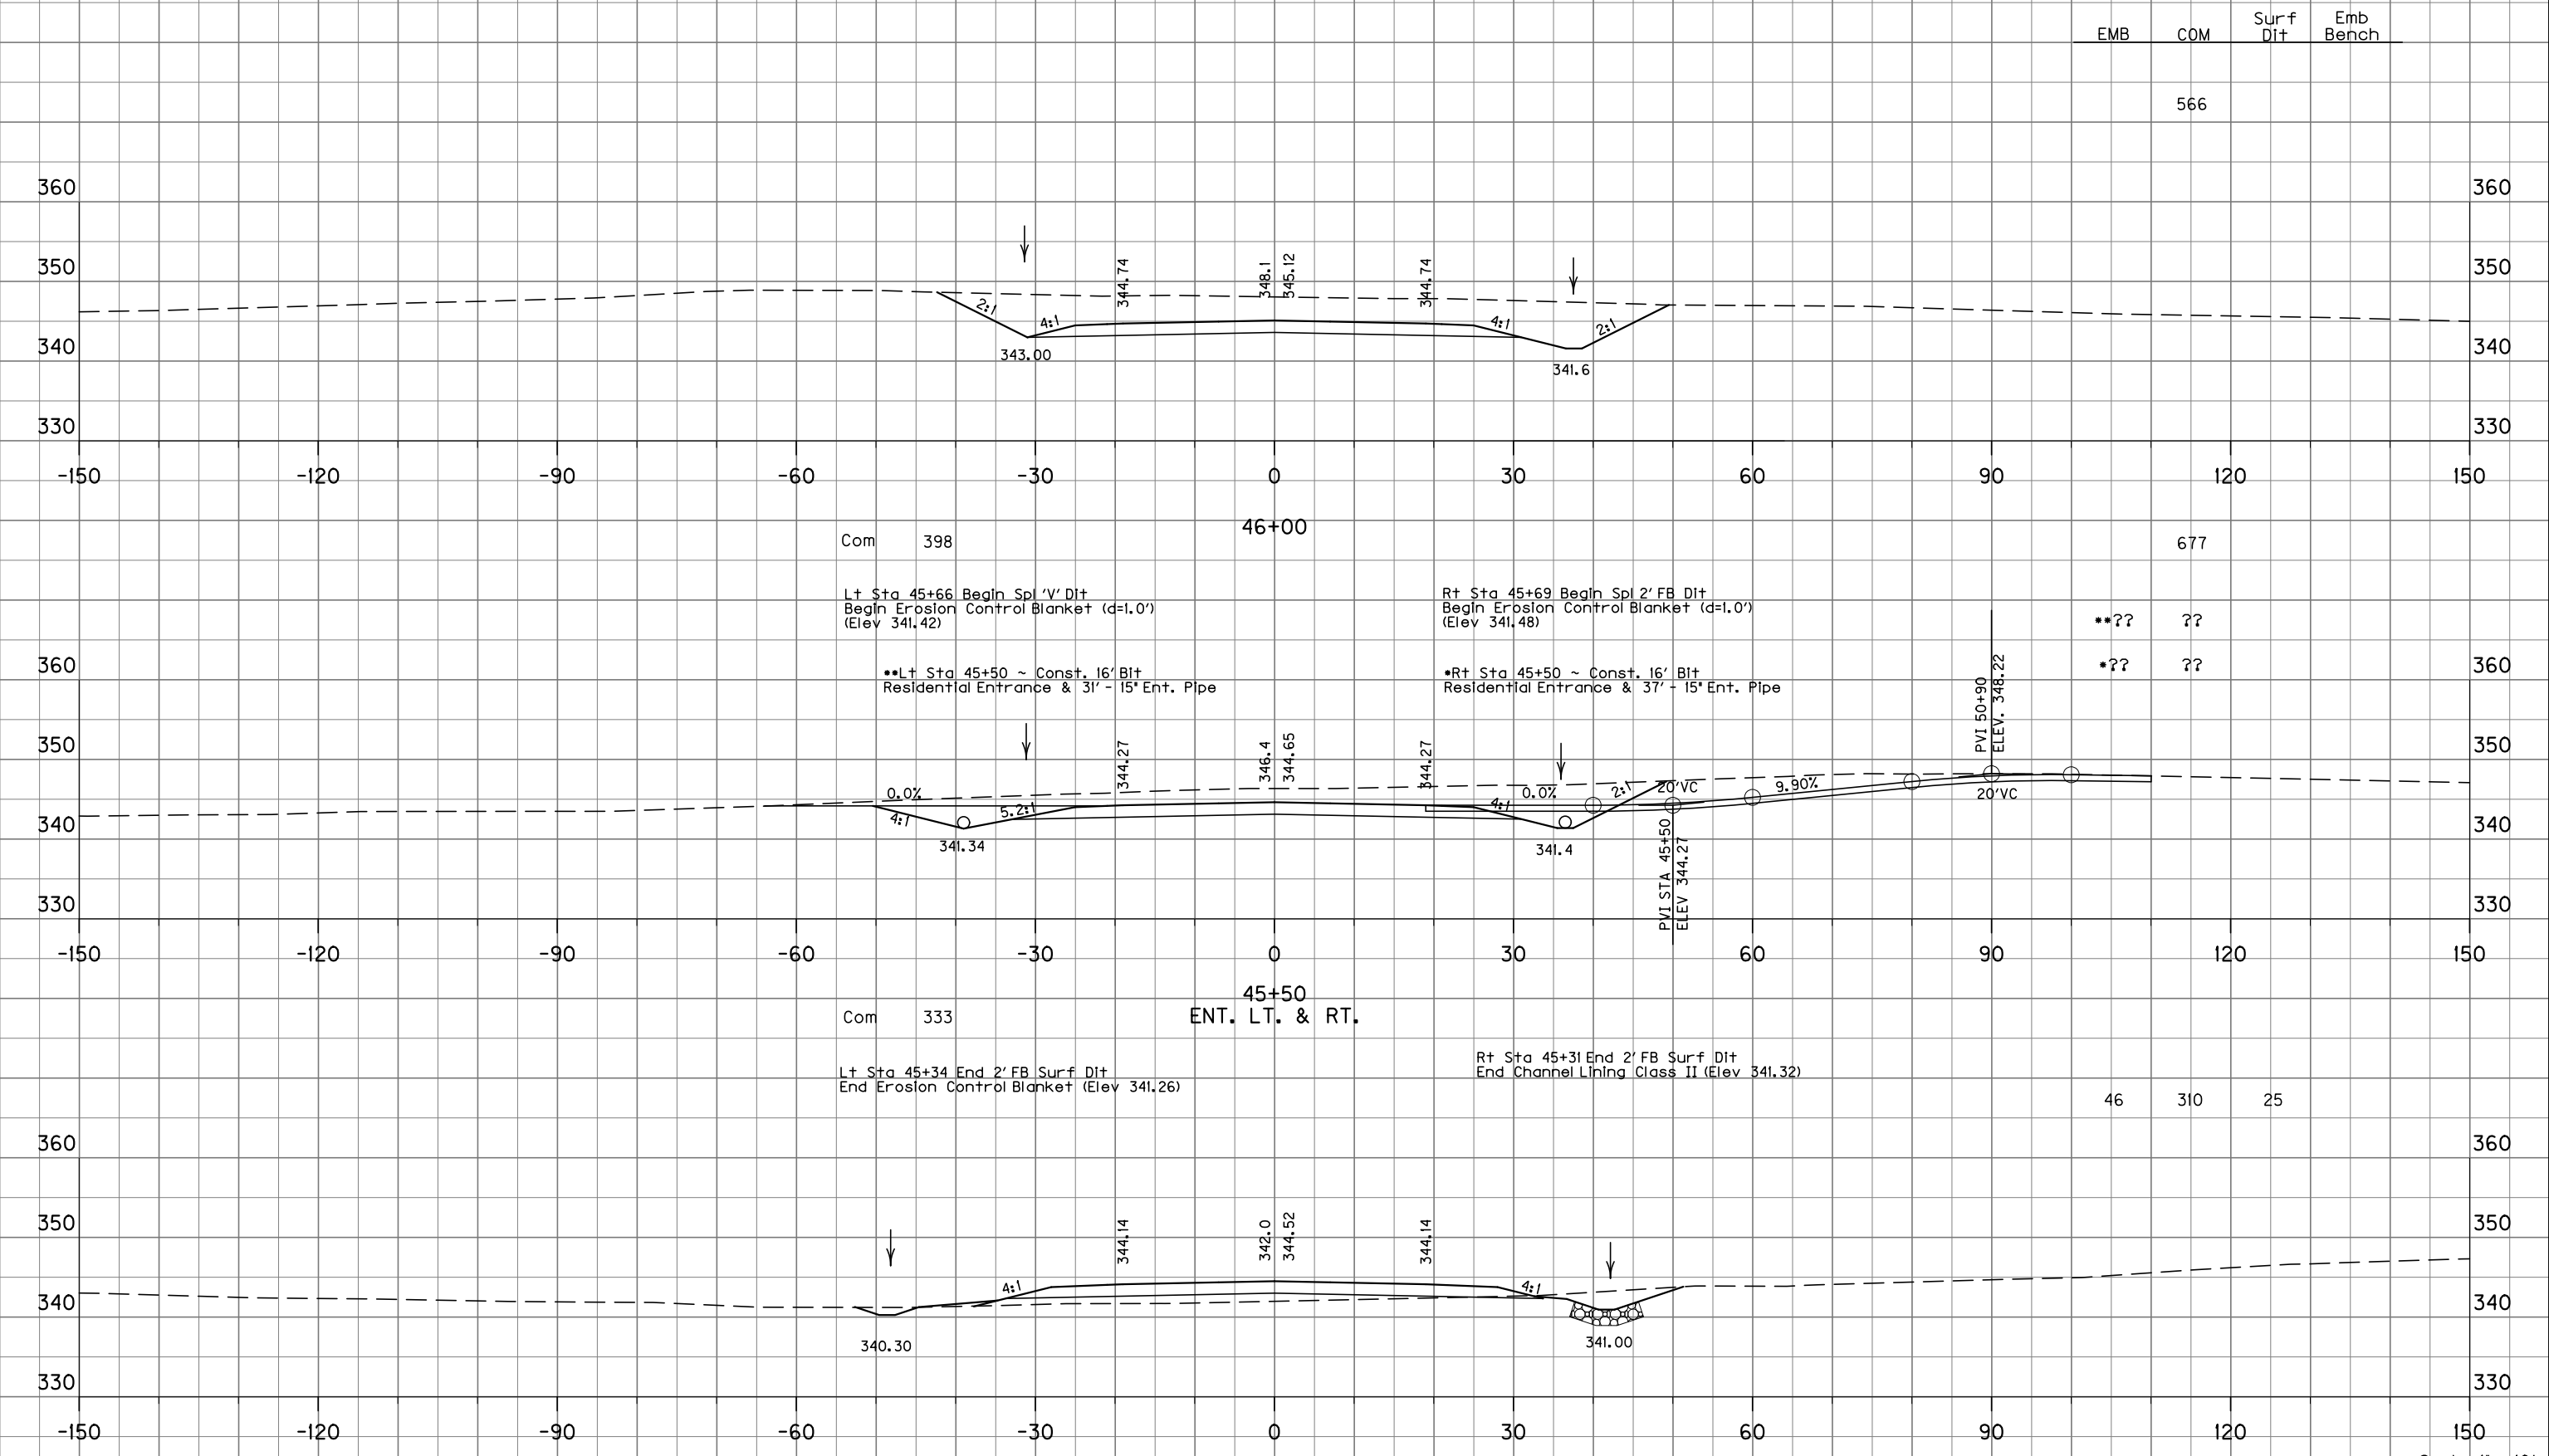 Surf Emb
EMB COM Dit Bench
566
360 360
350 350
344.74 348.1 345.12 344.74
2:1 4:1 4:1 2:1
340 340
343.00 341.6
330 330
-150 -120 -90 -60 -30 0 30 60 90 120 150
46+00
Com 398 677
Lt Sta 45+66 Begin Spl 'V' Dit
Begin Erosion Control Blanket (d=1.0')
(Elev 341.42)
Rt Sta 45+69 Begin Spl 2' FB Dit
Begin Erosion Control Blanket (d=1.0')
(Elev 341.48)
**?? ??
*?? ??
360 360
**Lt Sta 45+50 ~ Const. 16' Bit
Residential Entrance & 31' - 15" Ent. Pipe
*Rt Sta 45+50 ~ Const. 16' Bit
Residential Entrance & 37' - 15" Ent. Pipe
PVI 50+90
ELEV. 348.22
350 350
344.27 346.4 344.65 344.27
0.0% 4:1 5.2:1 4:1 0.0% 2:1 20'VC 9.90% 20'VC
340 340
341.34 341.4
PVI STA 45+50
ELEV 344.27
330 330
-150 -120 -90 -60 -30 0 30 60 90 120 150
45+50
ENT. LT. & RT.
Com 333
Lt Sta 45+34 End 2' FB Surf Dit
End Erosion Control Blanket (Elev 341.26)
Rt Sta 45+31 End 2' FB Surf Dit
End Channel Lining Class II (Elev 341.32)
46 310 25
360 360
350 350
344.14 342.0 344.52 344.14
4:1 4:1
340 340
340.30 341.00
330 330
-150 -120 -90 -60 -30 0 30 60 90 120 150